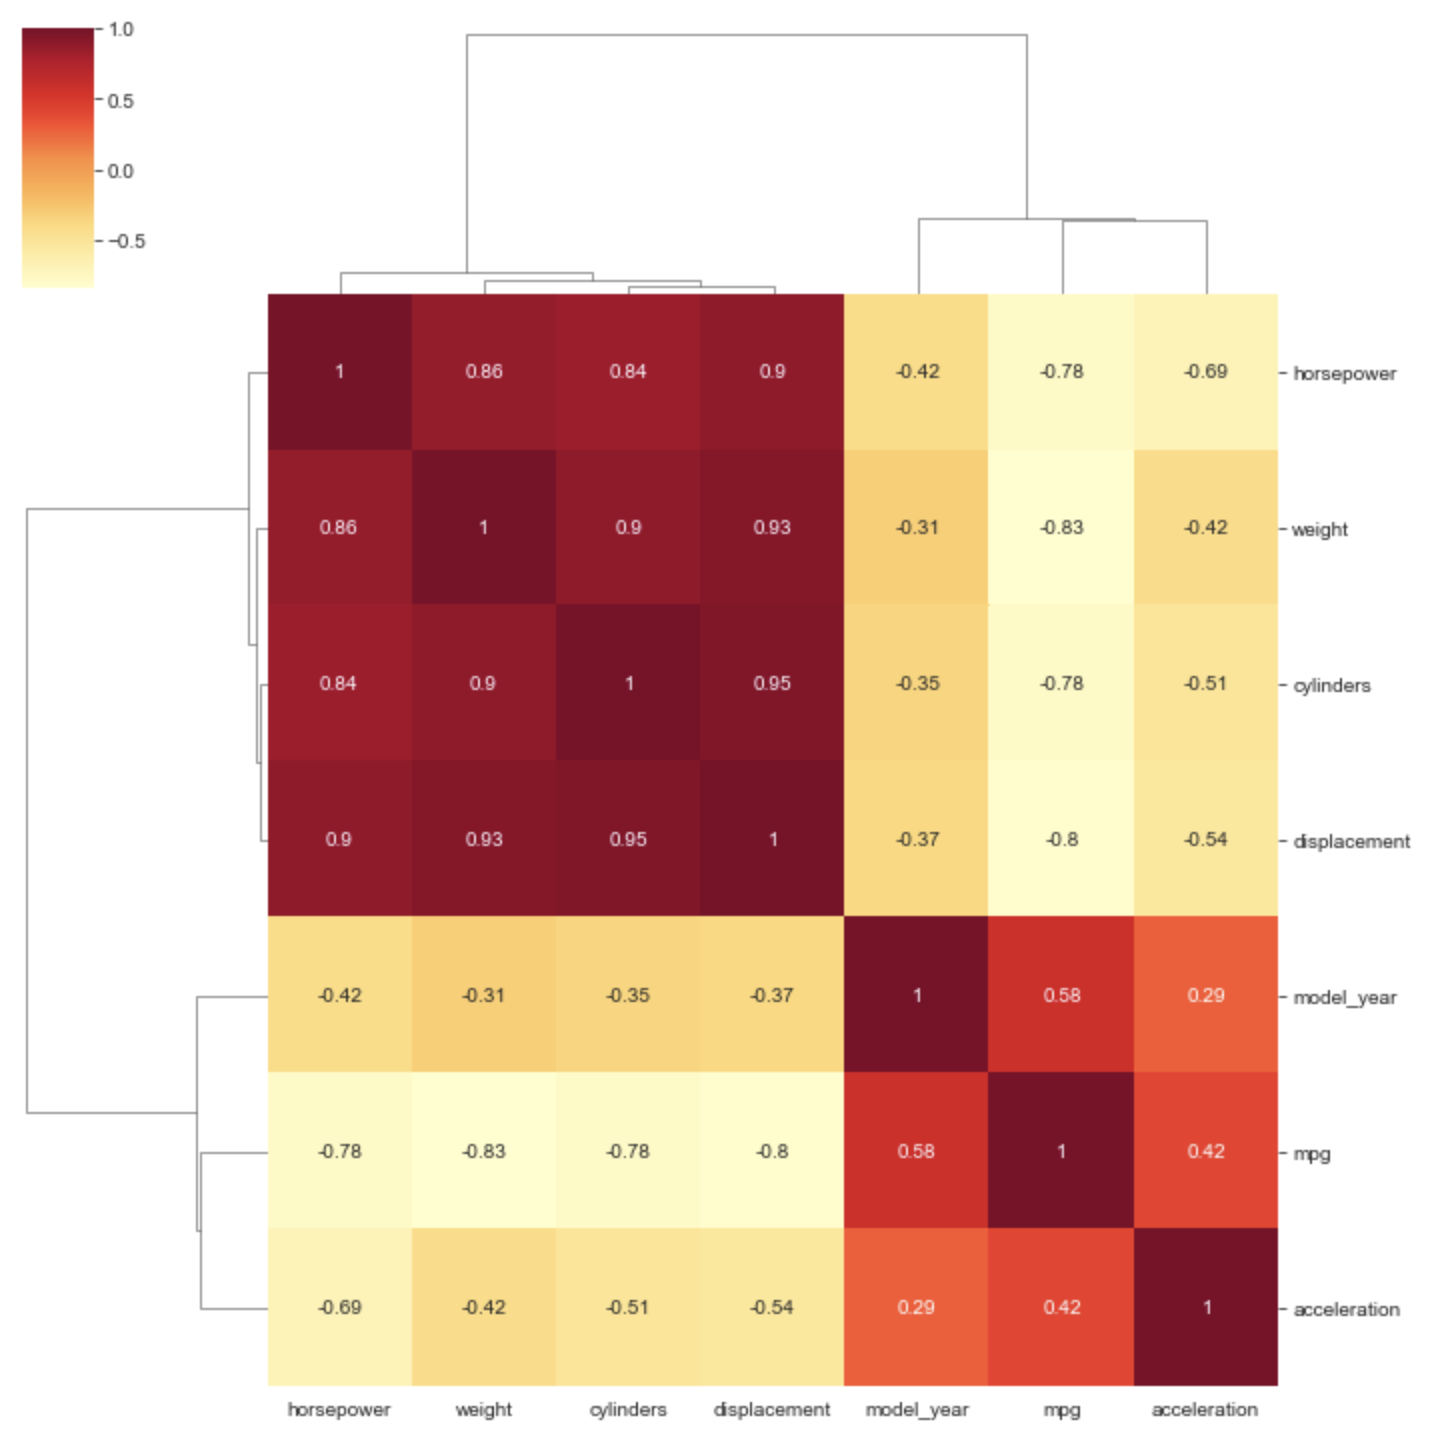 1.0
0.5
0.0
−0.5
1 0.86 0.84 0.9 -0.42 -0.78 -0.69 horsepower
0.86 1 0.9 0.93 -0.31 -0.83 -0.42 weight
0.84 0.9 1 0.95 -0.35 -0.78 -0.51 cylinders
0.9 0.93 0.95 1 -0.37 -0.8 -0.54 displacement
-0.42 -0.31 -0.35 -0.37 1 0.58 0.29 model_year
-0.78 -0.83 -0.78 -0.8 0.58 1 0.42 mpg
-0.69 -0.42 -0.51 -0.54 0.29 0.42 1 acceleration
horsepower weight cylinders displacement model_year mpg acceleration